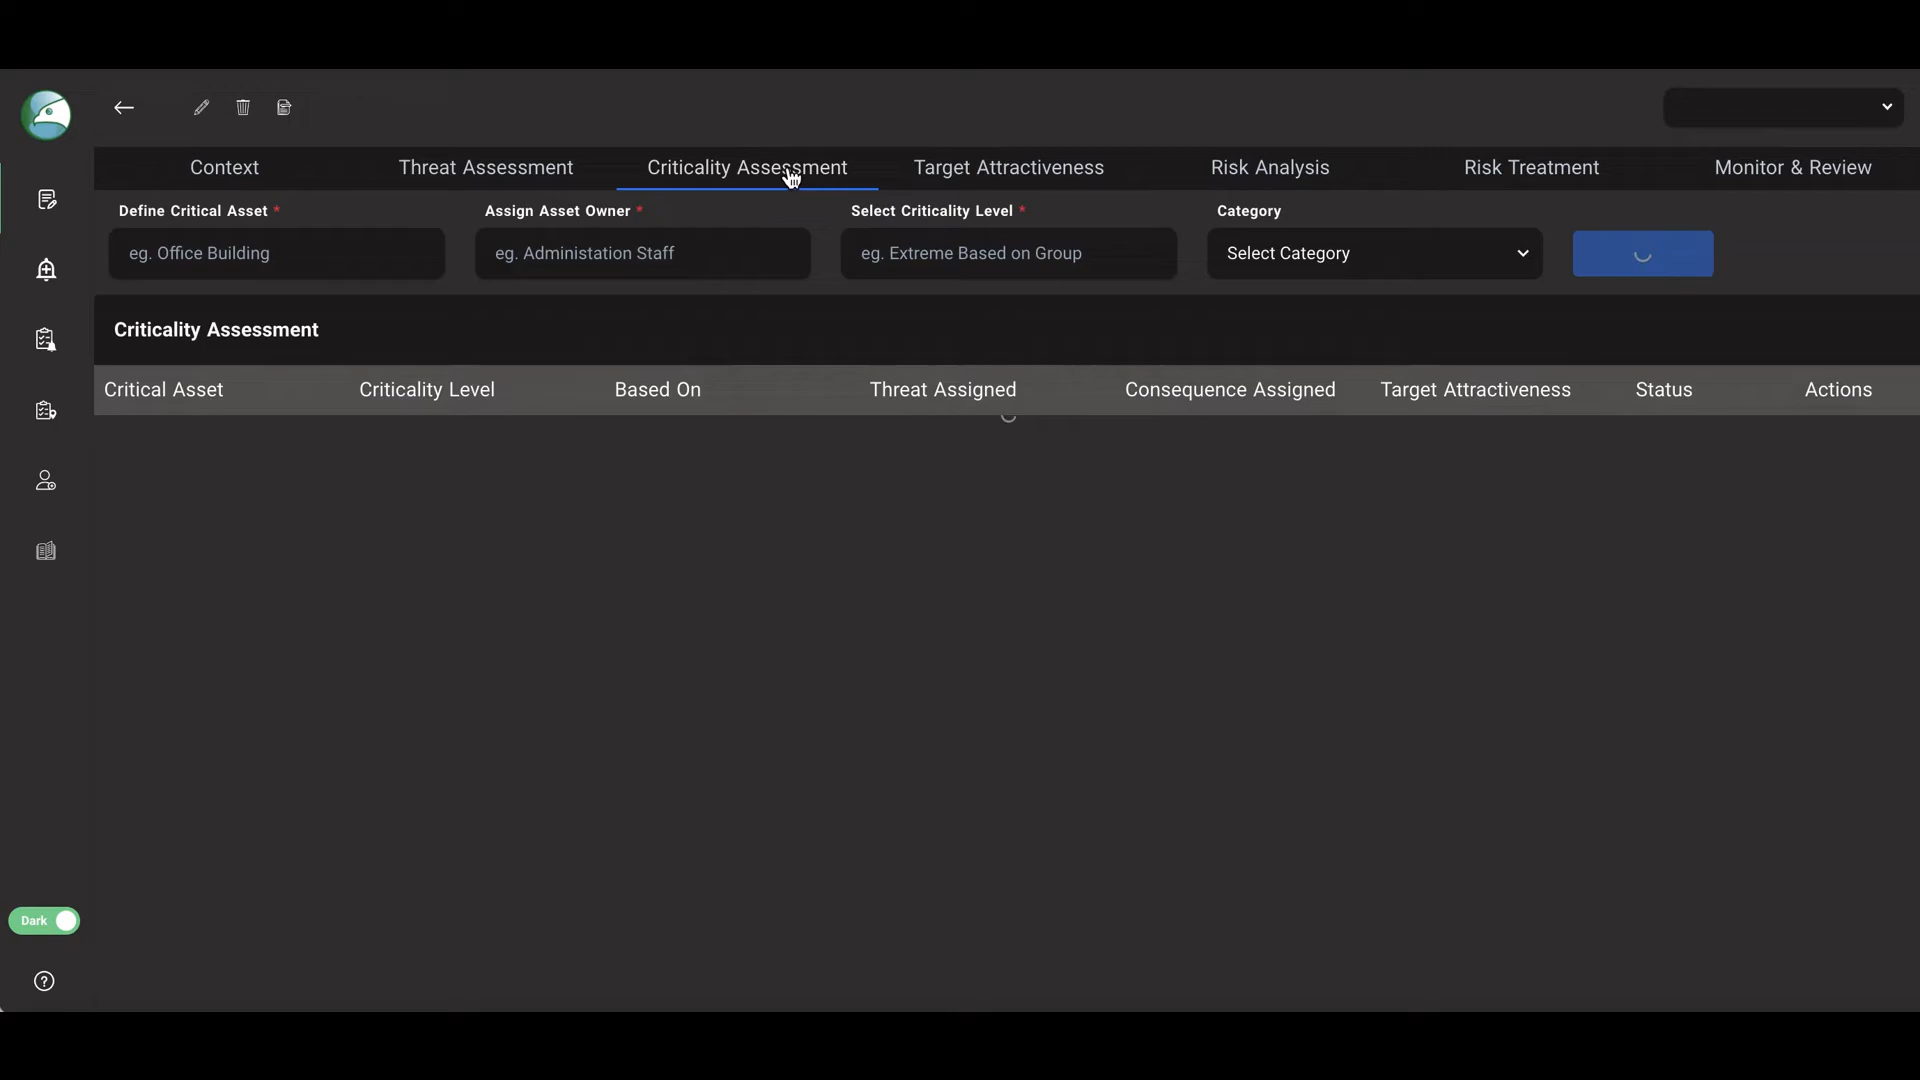 Context
Threat Assessment
Criticality Assessment
Target Attractiveness
Risk Analysis
Risk Treatment
Monitor & Review
Define Critical Asset *
Assign Asset Owner *
Select Criticality Level *
Category
eg. Office Building
eg. Administation Staff
eg. Extreme Based on Group
Select Category
Criticality Assessment
Critical Asset
Criticality Level
Based On
Threat Assigned
Consequence Assigned
Target Attractiveness
Status
Actions
Dark
?